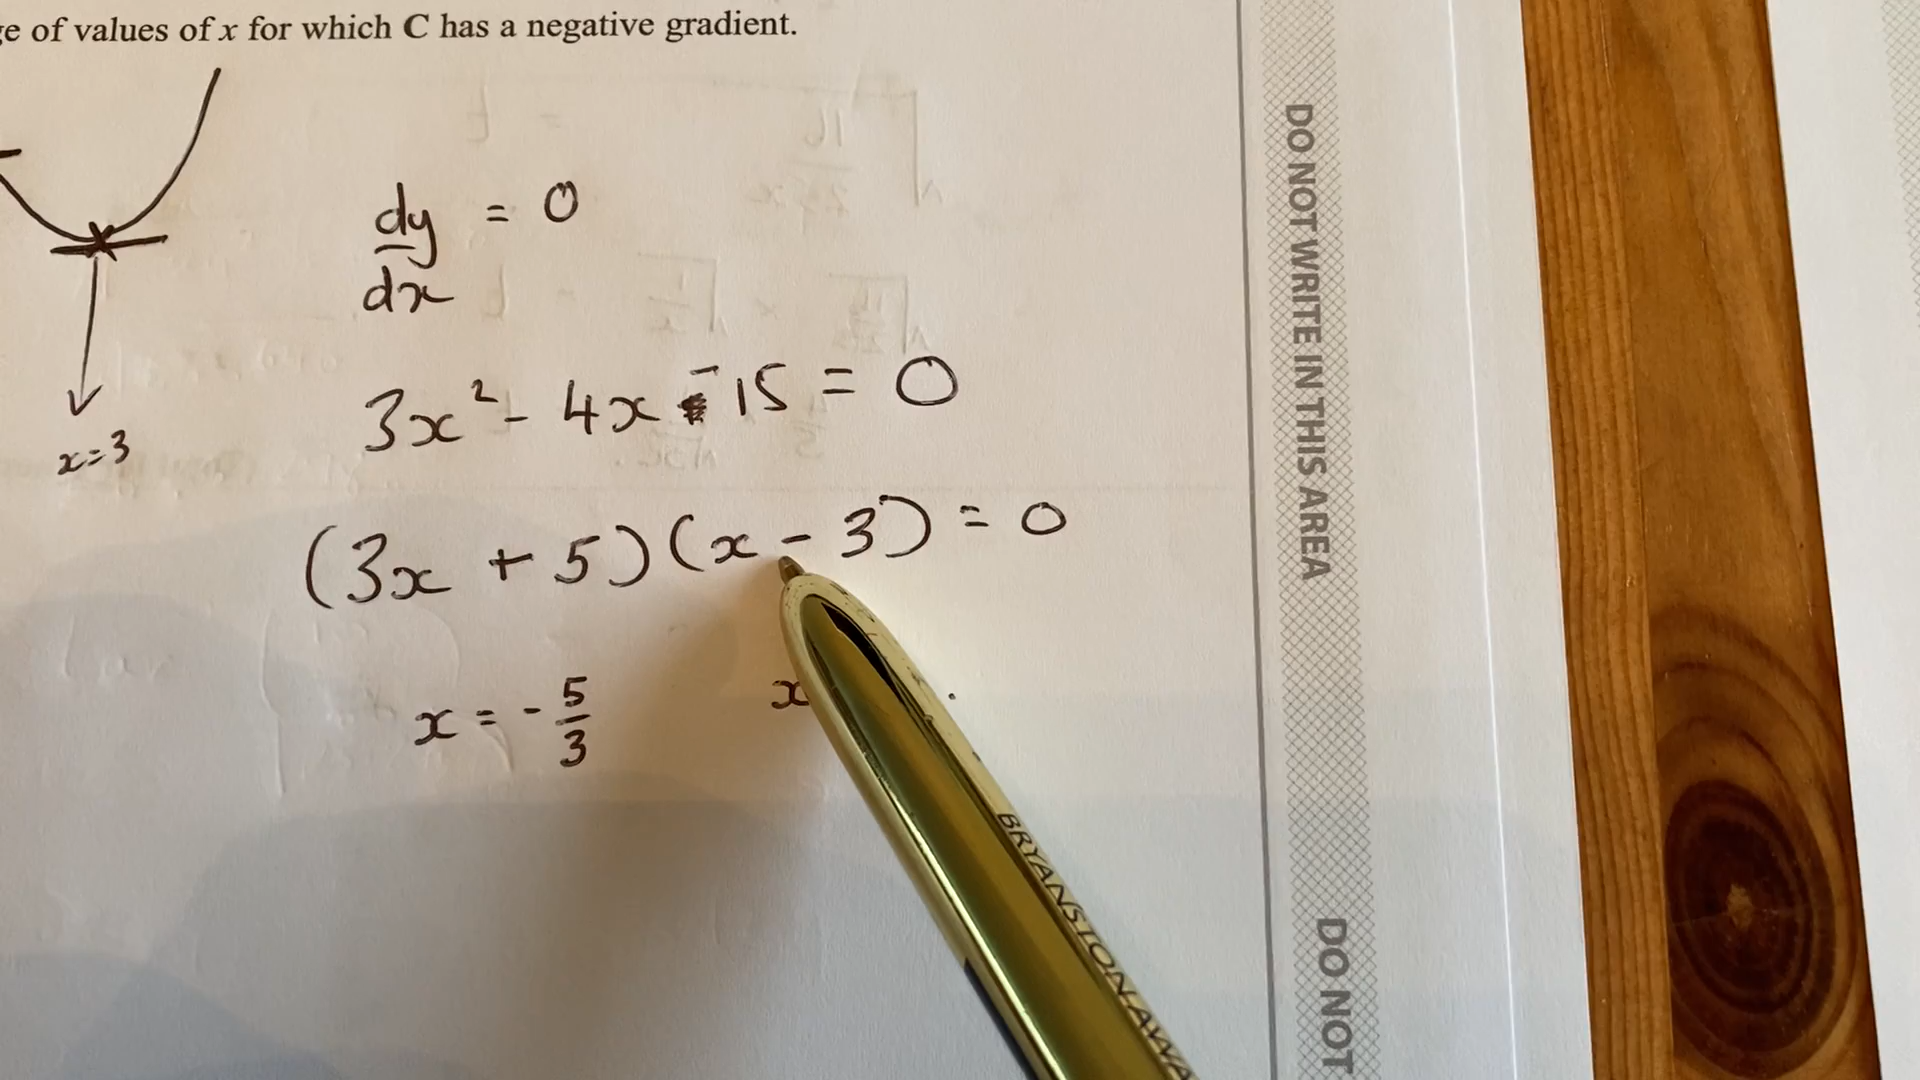 of values of x for which C has a negative gradient.
dy/dx = 0
3x² - 4x - 15 = 0
x=3
(3x + 5)(x - 3) = 0
x = -5/3
x
DO NOT WRITE IN THIS AREA
DO NOT
BRYANSTON